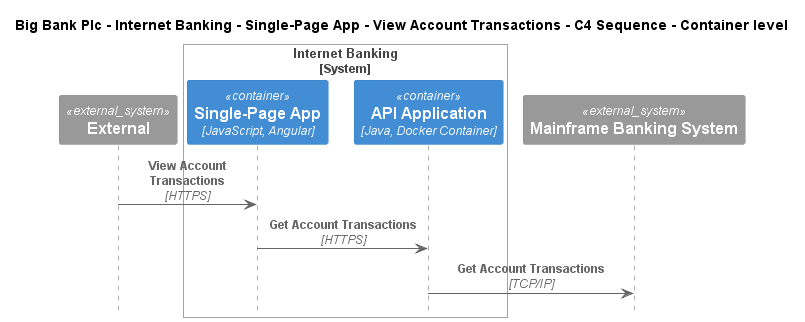 Big Bank Plc - Internet Banking - Single-Page App - View Account Transactions - C4 Sequence - Container level
Internet Banking
[System]
«external_system»
External
«container»
Single-Page App
[JavaScript, Angular]
«container»
API Application
[Java, Docker Container]
«external_system»
Mainframe Banking System
View Account
Transactions
[HTTPS]
Get Account Transactions
[HTTPS]
Get Account Transactions
[TCP/IP]